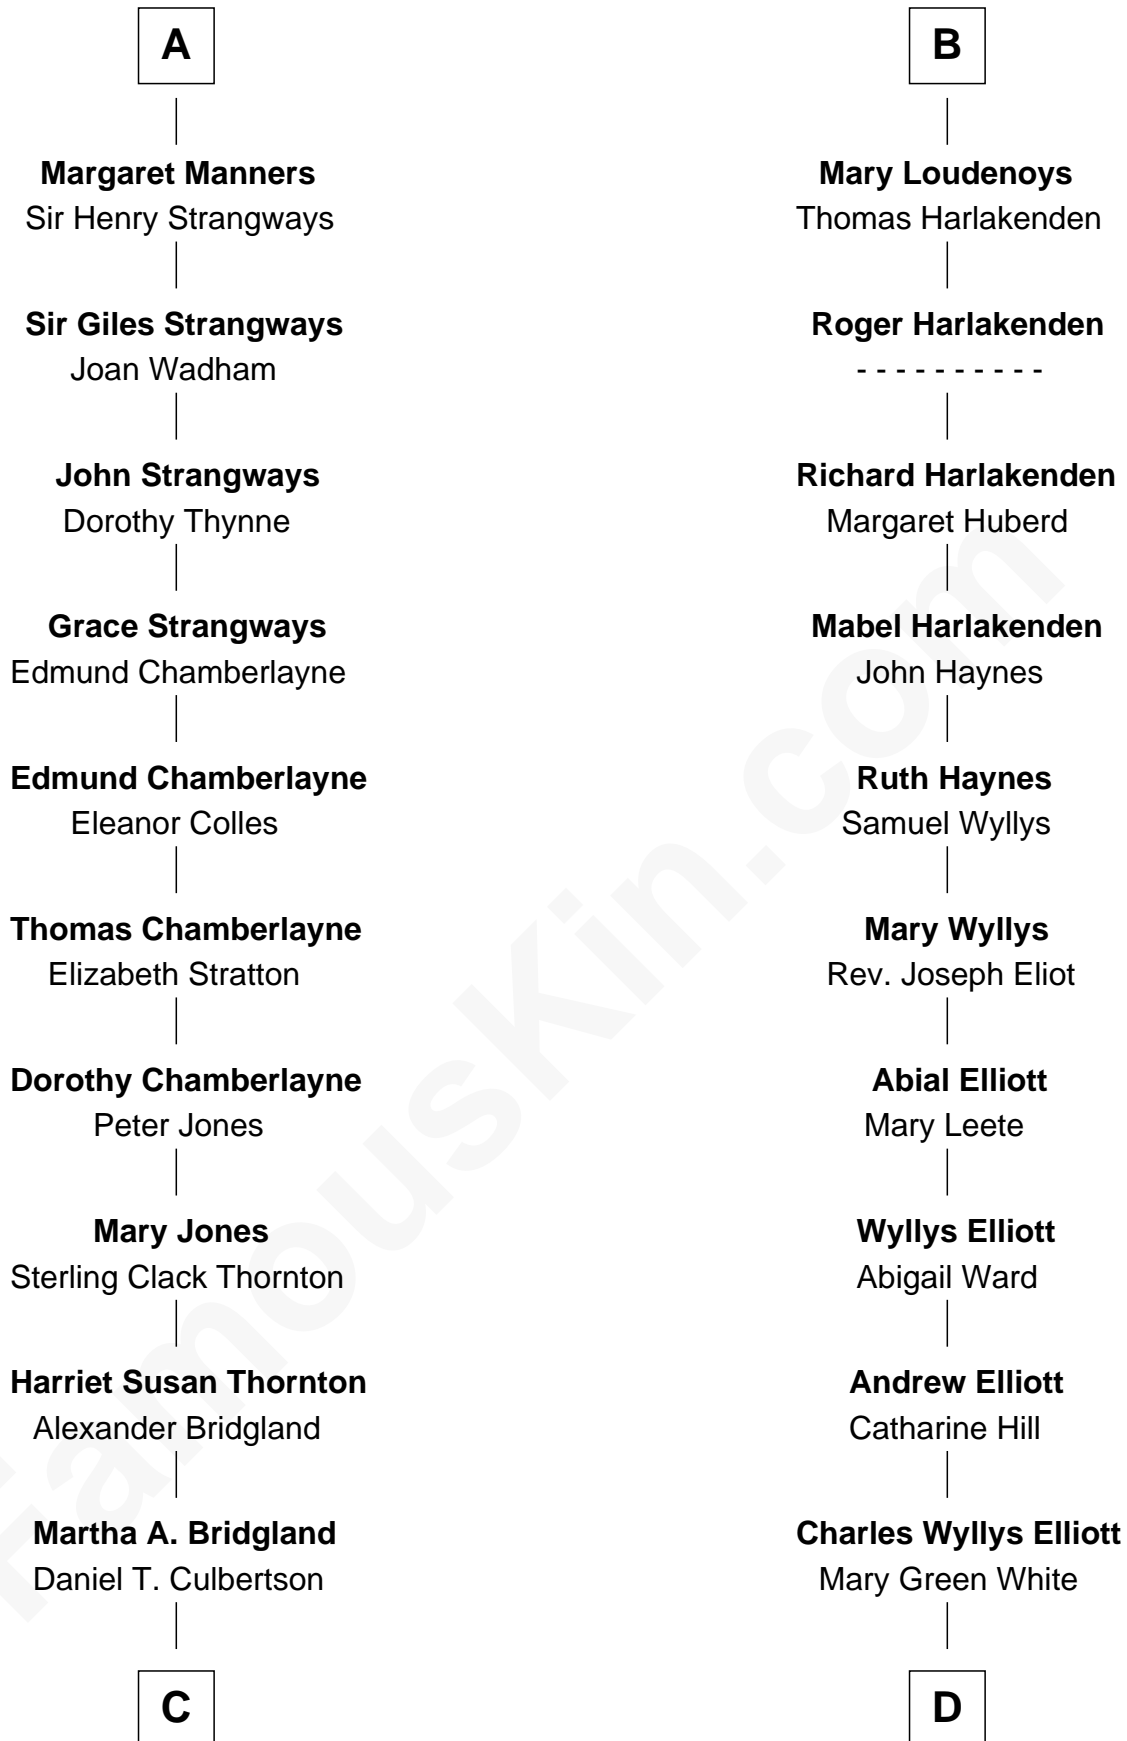 A
Margaret Manners
Sir Henry Strangways
Sir Giles Strangways
Joan Wadham
John Strangways
Dorothy Thynne
Grace Strangways
Edmund Chamberlayne
Edmund Chamberlayne
Eleanor Colles
Thomas Chamberlayne
Elizabeth Stratton
Dorothy Chamberlayne
Peter Jones
Mary Jones
Sterling Clack Thornton
Harriet Susan Thornton
Alexander Bridgland
Martha A. Bridgland
Daniel T. Culbertson
C
B
Mary Loudenoys
Thomas Harlakenden
Roger Harlakenden
- - - - - - - - - -
Richard Harlakenden
Margaret Huberd
Mabel Harlakenden
John Haynes
Ruth Haynes
Samuel Wyllys
Mary Wyllys
Rev. Joseph Eliot
Abial Elliott
Mary Leete
Wyllys Elliott
Abigail Ward
Andrew Elliott
Catharine Hill
Charles Wyllys Elliott
Mary Green White
D
FamousKin.com